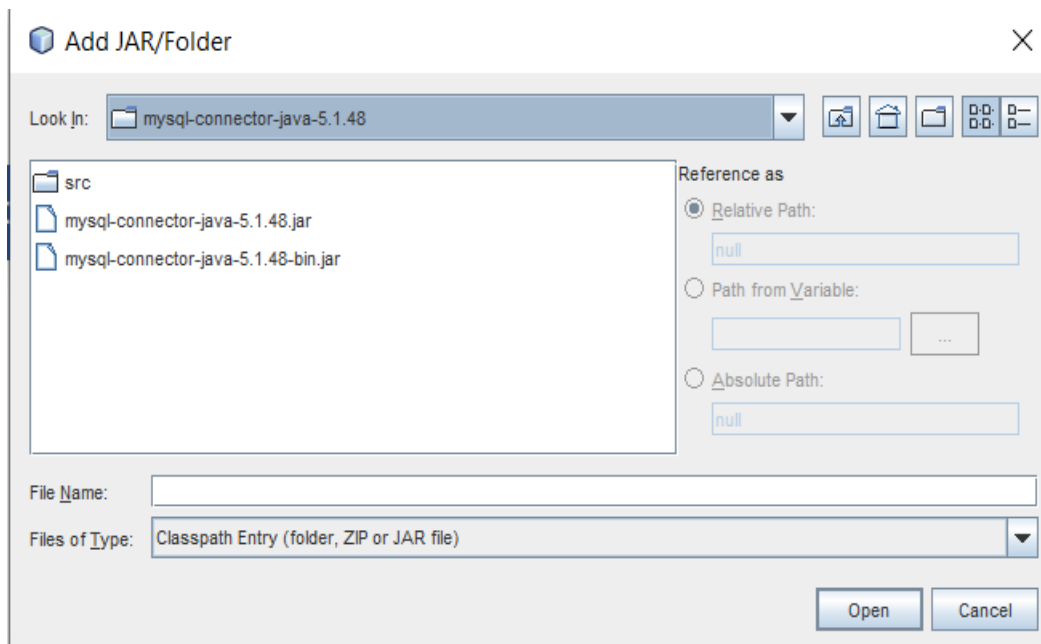 Add JAR/Folder
Look In: mysql-connector-java-5.1.48
src
mysql-connector-java-5.1.48.jar
mysql-connector-java-5.1.48-bin.jar
Reference as
Relative Path:
null
Path from Variable:
...
Absolute Path:
null
File Name:
Files of Type: Classpath Entry (folder, ZIP or JAR file)
Open Cancel